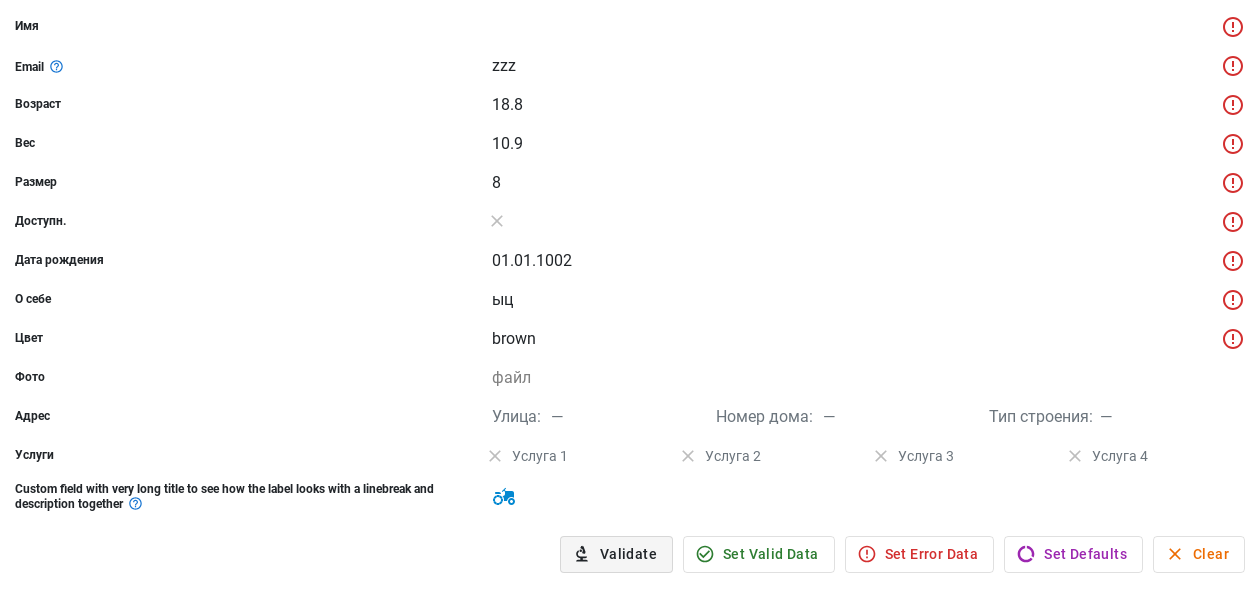 Имя
Email zzz
Возраст 18.8
Вес 10.9
Размер 8
Доступн.
Дата рождения 01.01.1002
О себе ыц
Цвет brown
Фото файл
Адрес Улица: — Номер дома: — Тип строения: —
Услуги Услуга 1 Услуга 2 Услуга 3 Услуга 4
Custom field with very long title to see how the label looks with a linebreak and
description together
Validate Set Valid Data Set Error Data Set Defaults Clear